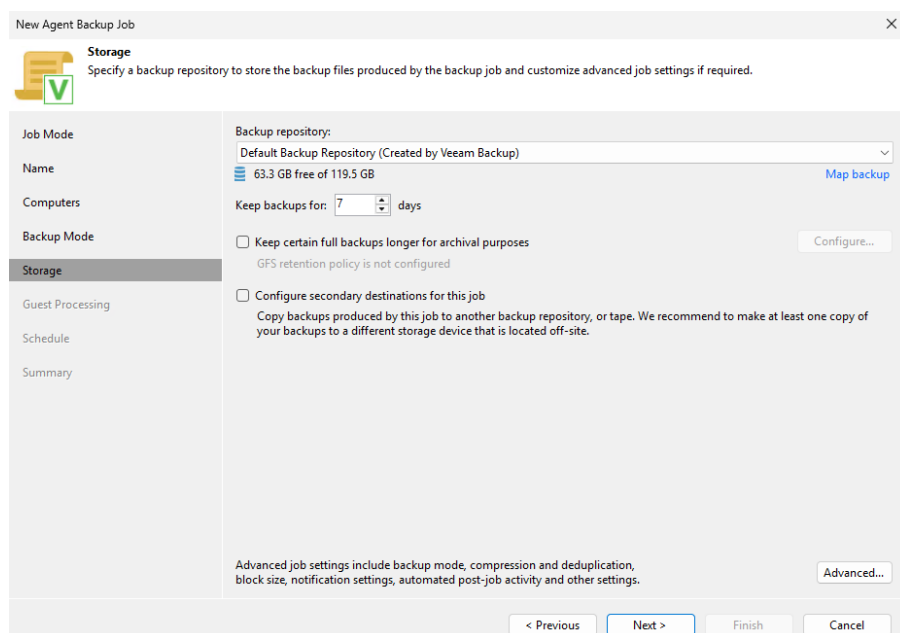 New Agent Backup Job
Storage
Specify a backup repository to store the backup files produced by the backup job and customize advanced job settings if required.
V
Job Mode
Name
Computers
Backup Mode
Storage
Guest Processing
Schedule
Summary
Backup repository:
Default Backup Repository (Created by Veeam Backup)
63.3 GB free of 119.5 GB
Map backup
Keep backups for: 7 days
Keep certain full backups longer for archival purposes
Configure...
GFS retention policy is not configured
Configure secondary destinations for this job
Copy backups produced by this job to another backup repository, or tape. We recommend to make at least one copy of
your backups to a different storage device that is located off-site.
Advanced job settings include backup mode, compression and deduplication,
block size, notification settings, automated post-job activity and other settings.
Advanced...
< Previous
Next >
Finish
Cancel